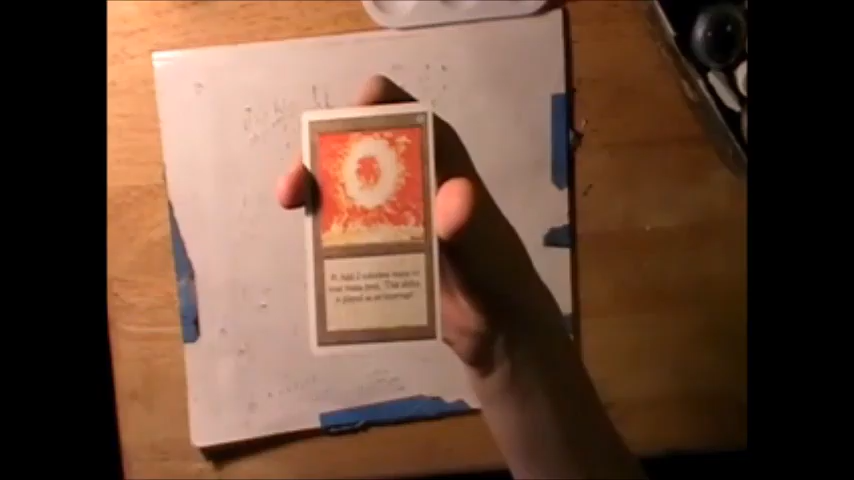 : Add 2 colorless mana to
your mana pool. This ability
is played as an interrupt.